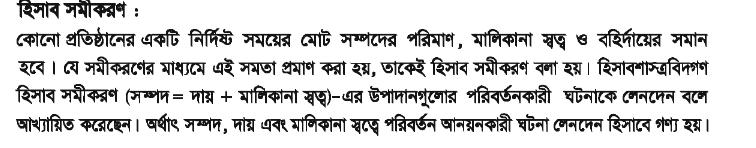 হিসাব সমীকরণ :
কোনো প্রতিষ্ঠানের একটি নির্দিষ্ট সময়ের মোট সম্পদের পরিমাণ, মালিকানা স্বত্ব ও বহির্দায়ের সমান
হবে। যে সমীকরণের মাধ্যমে এই সমতা প্রমাণ করা হয়, তাকেই হিসাব সমীকরণ বলা হয়। হিসাবশাস্ত্রবিদগণ
হিসাব সমীকরণ (সম্পদ = দায় + মালিকানা স্বত্ব)-এর উপাদানগুলোর পরিবর্তনকারী ঘটনাকে লেনদেন বলে
আখ্যায়িত করেছেন। অর্থাৎ সম্পদ, দায় এবং মালিকানা স্বত্বে পরিবর্তন আনয়নকারী ঘটনা লেনদেন হিসাবে গণ্য হয়।